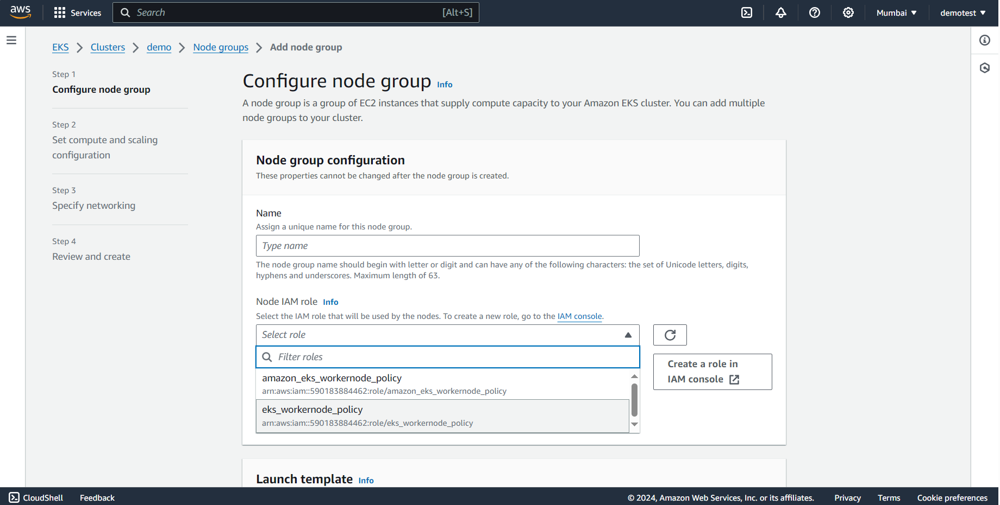 aws
Services
Search
[Alt+S]
Mumbai
demotest
EKS
Clusters
demo
Node groups
Add node group
Step 1
Configure node group
Step 2
Set compute and scaling
configuration
Step 3
Specify networking
Step 4
Review and create
Configure node group Info
A node group is a group of EC2 instances that supply compute capacity to your Amazon EKS cluster. You can add multiple
node groups to your cluster.
Node group configuration
These properties cannot be changed after the node group is created.
Name
Assign a unique name for this node group.
Type name
The node group name should begin with letter or digit and can have any of the following characters: the set of Unicode letters, digits,
hyphens and underscores. Maximum length of 63.
Node IAM role Info
Select the IAM role that will be used by the nodes. To create a new role, go to the IAM console.
Select role
Filter roles
amazon_eks_workernode_policy
arn:aws:iam::590183884462:role/amazon_eks_workernode_policy
eks_workernode_policy
arn:aws:iam::590183884462:role/eks_workernode_policy
Create a role in
IAM console
Launch template Info
CloudShell
Feedback
© 2024, Amazon Web Services, Inc. or its affiliates.
Privacy
Terms
Cookie preferences